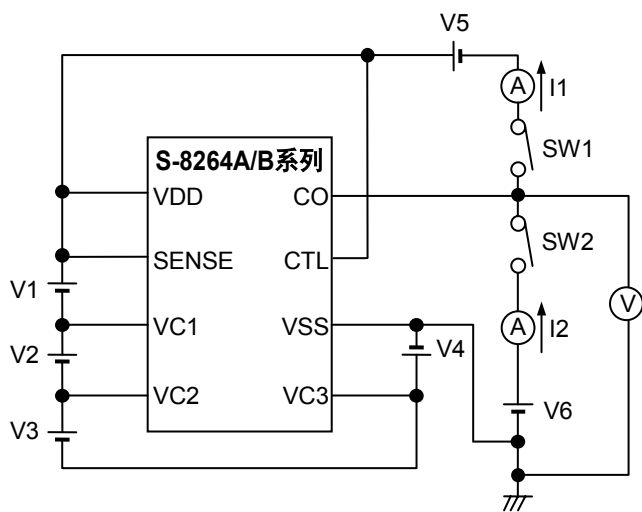 V5
A
I1
SW1
S-8264A/B系列
VDD
CO
SW2
SENSE
CTL
V1
V
VC1
VSS
A
I2
V2
V4
VC2
VC3
V6
V3